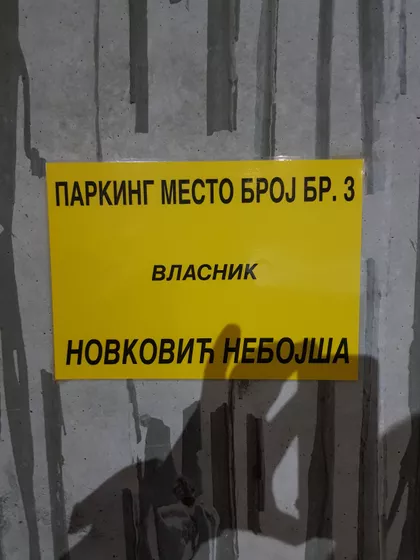 ПАРКИНГ МЕСТО БРОЈ БР. 3
ВЛАСНИК
НОВКОВИЋ НЕБОЈША